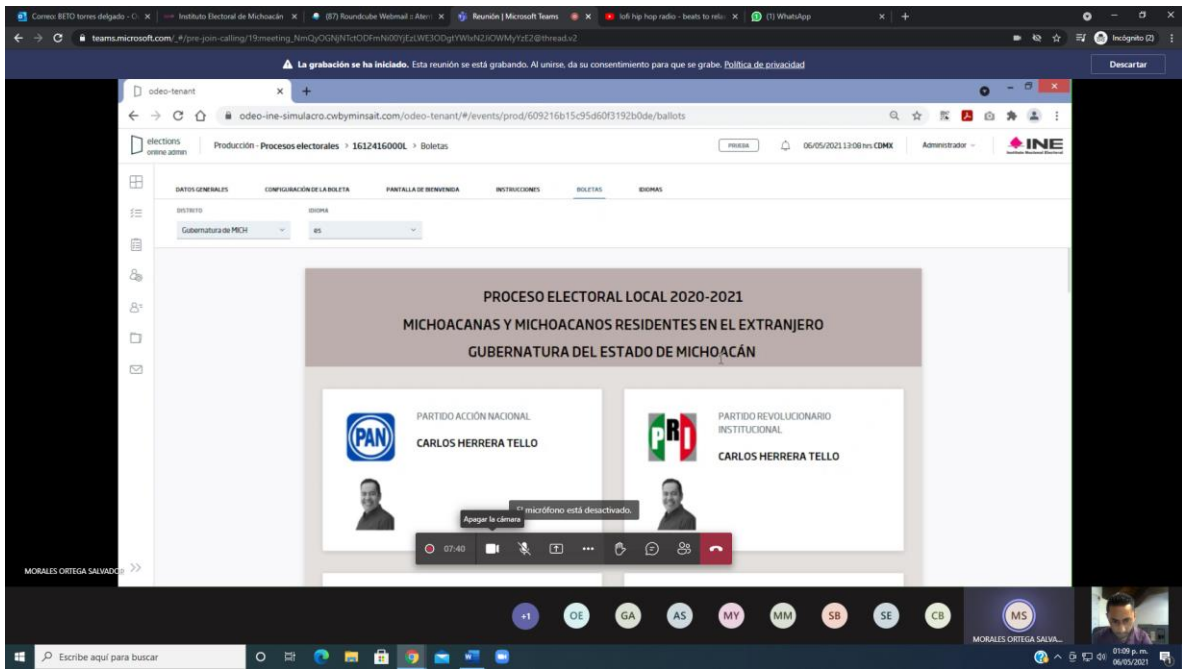 Correo: BETO torres delgado - O
Instituto Electoral de Michoacán
(87) Roundcube Webmail :: Aten
Reunión | Microsoft Teams
lofi hip hop radio - beats to relax
(1) WhatsApp
teams.microsoft.com/_#/pre-join-calling/19:meeting_
Incógnito (2)
La grabación se ha iniciado. Esta reunión se está grabando. Al unirse, da su consentimiento para que se grabe. Política de privacidad
Descartar
odeo-tenant
odeo-ine-simulacro.cwbyminsait.com/odeo-tenant/#/events/prod/609216b15c95d60f3192b0de/ballots
elections
online admin
Producción - Procesos electorales > 1612416000L > Boletas
PRUEBA
06/05/2021 13:08 hrs CDMX
Administrador
INE
Instituto Nacional Electoral
DATOS GENERALES
CONFIGURACIÓN DE LA BOLETA
PANTALLA DE BIENVENIDA
INSTRUCCIONES
BOLETAS
IDIOMAS
DISTRITO
IDIOMA
Gubernatura de MICH
es
PROCESO ELECTORAL LOCAL 2020-2021
MICHOACANAS Y MICHOACANOS RESIDENTES EN EL EXTRANJERO
GUBERNATURA DEL ESTADO DE MICHOACÁN
PAN
PARTIDO ACCIÓN NACIONAL
CARLOS HERRERA TELLO
PRI
PARTIDO REVOLUCIONARIO
INSTITUCIONAL
CARLOS HERRERA TELLO
micrófono está desactivado.
Apagar la cámara
07:40
MORALES ORTEGA SALVADOR
+1
OE
GA
AS
MY
MM
SB
SE
CB
MS
MORALES ORTEGA SALVA...
Escribe aquí para buscar
01:09 p. m.
06/05/2021